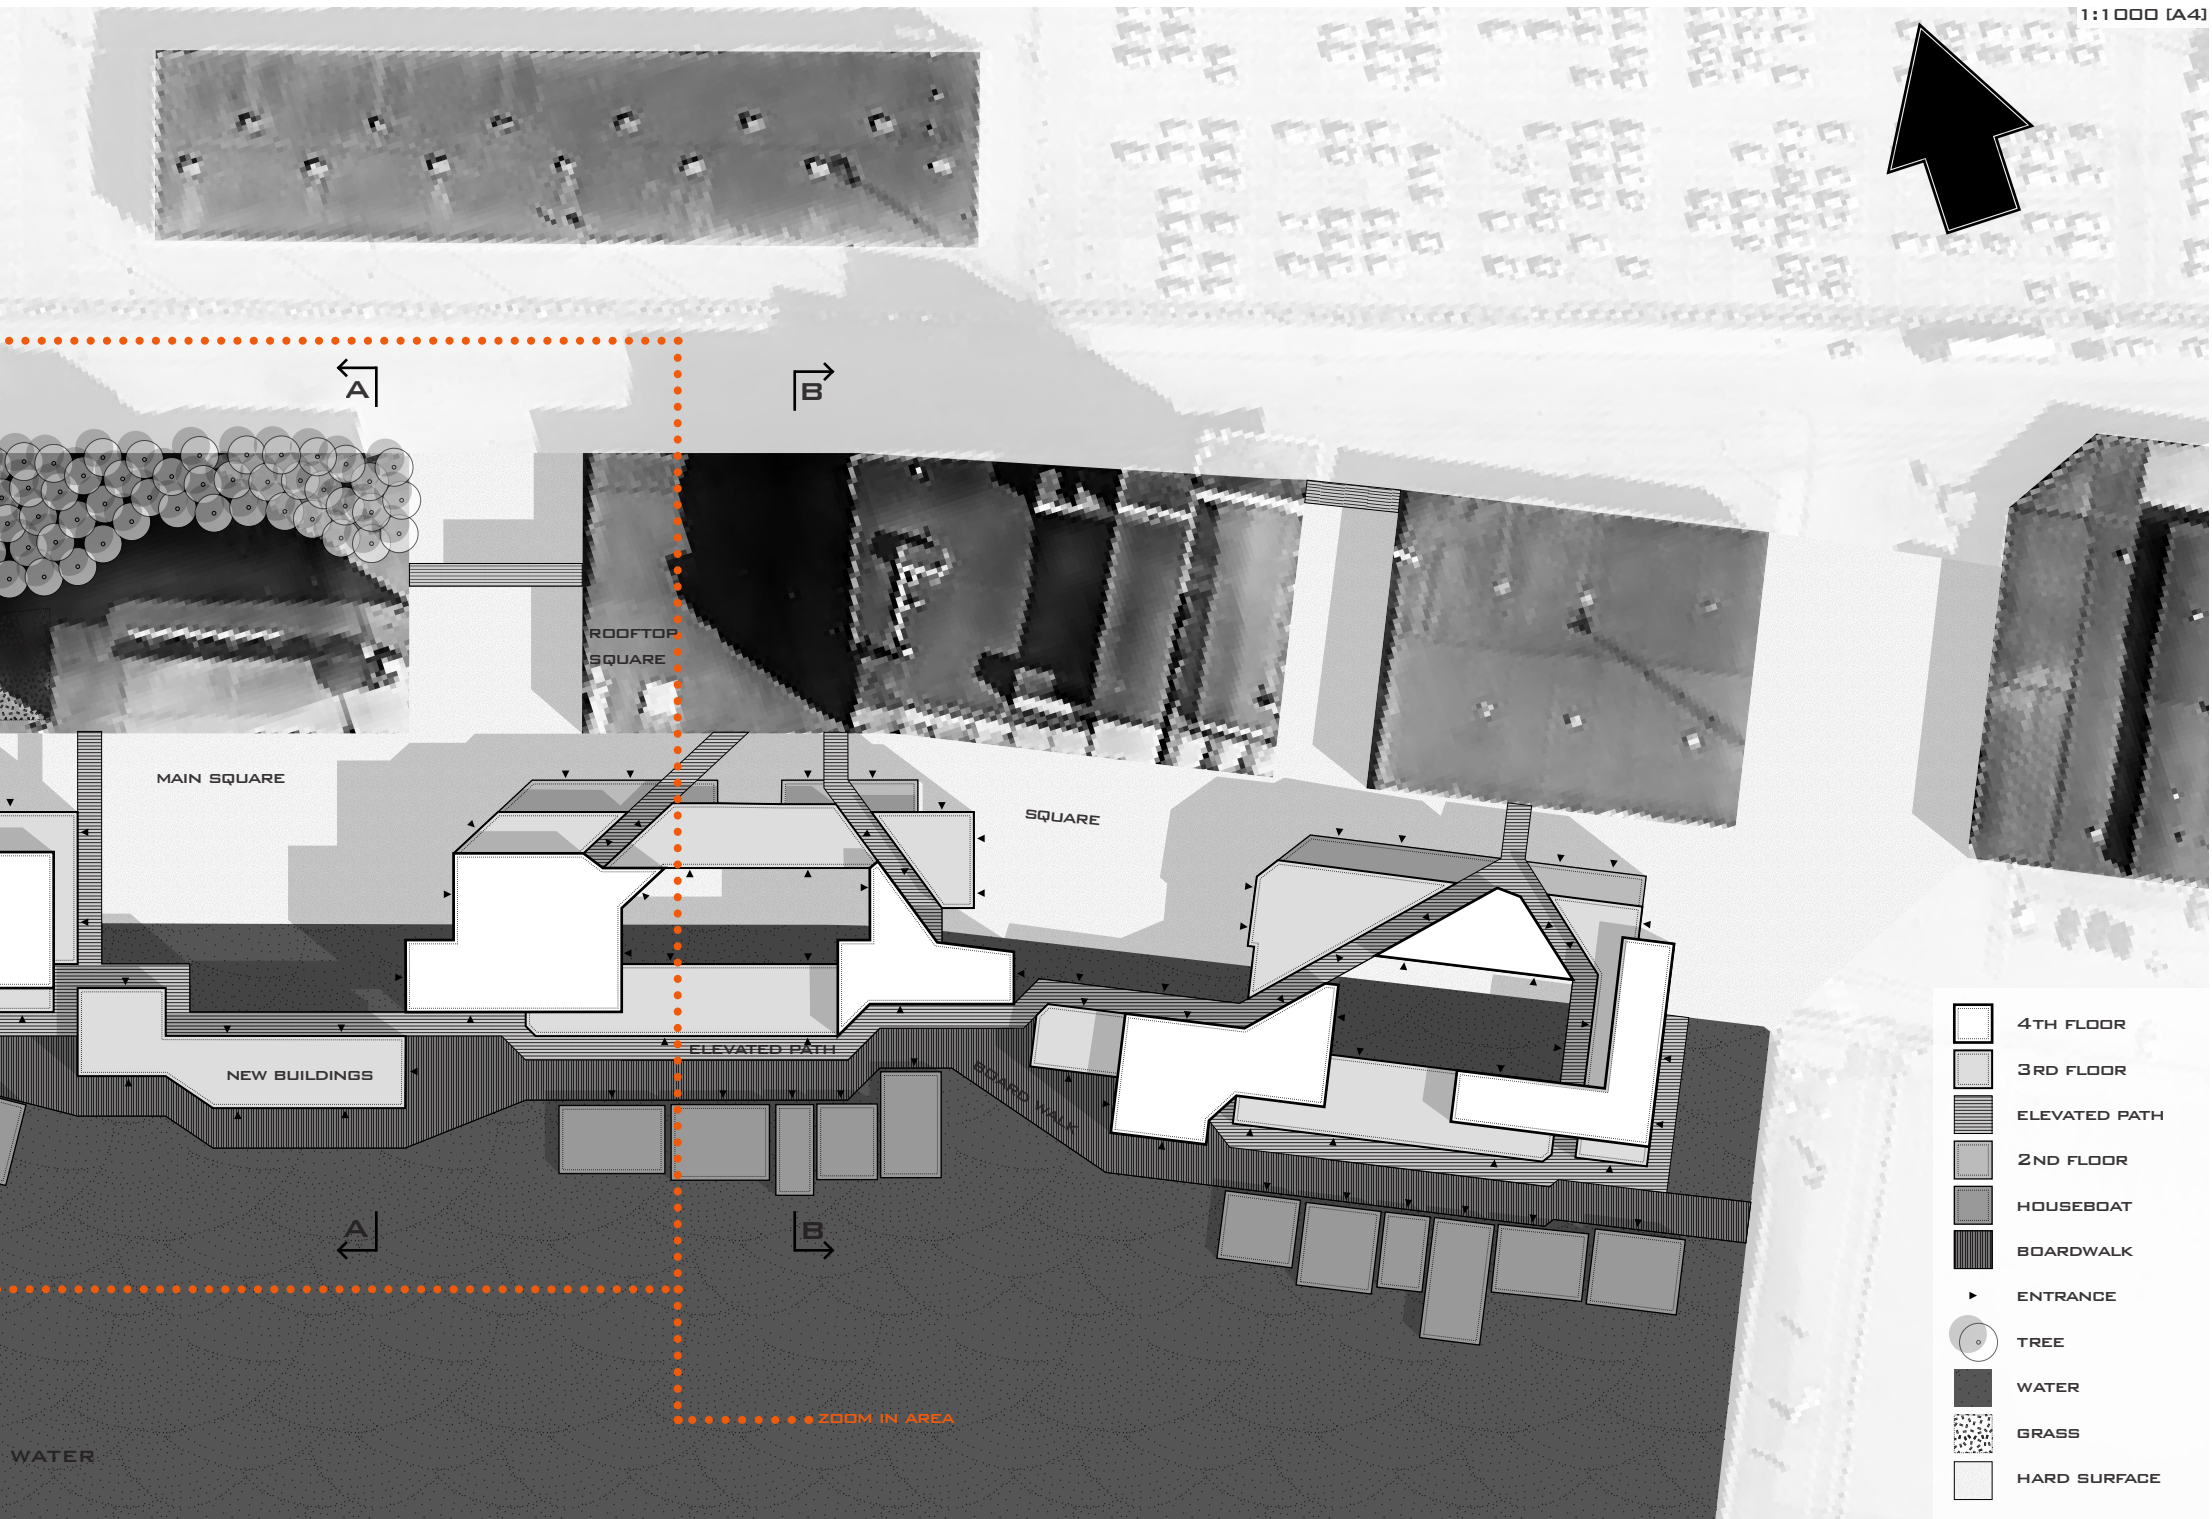 1:1000 [A4]
A
B
ROOFTOP
SQUARE
MAIN SQUARE
SQUARE
ELEVATED PATH
NEW BUILDINGS
BOARD WALK
A
B
ZOOM IN AREA
WATER
4TH FLOOR
3RD FLOOR
ELEVATED PATH
2ND FLOOR
HOUSEBOAT
BOARDWALK
ENTRANCE
TREE
WATER
GRASS
HARD SURFACE